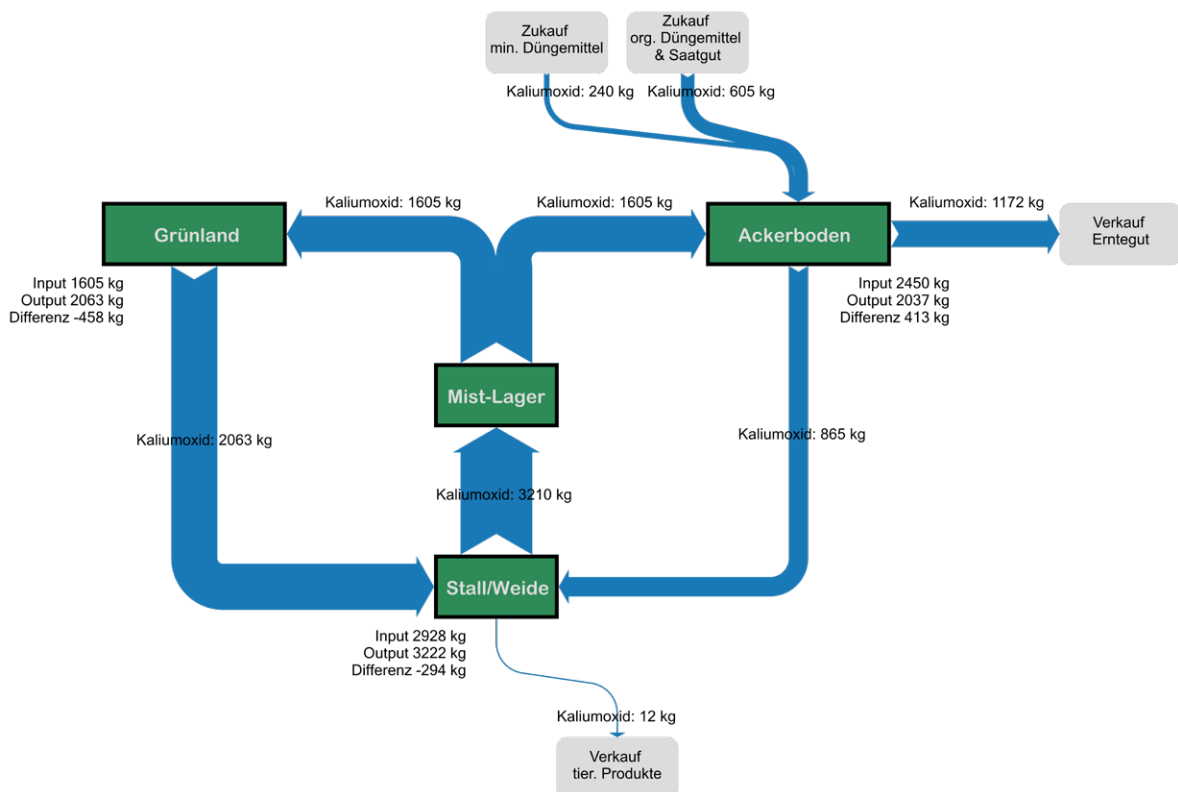 Zukauf
min. Düngemittel
Zukauf
org. Düngemittel
& Saatgut
Kaliumoxid: 240 kg
Kaliumoxid: 605 kg
Kaliumoxid: 1605 kg
Kaliumoxid: 1605 kg
Kaliumoxid: 1172 kg
Grünland
Ackerboden
Verkauf
Erntegut
Input 1605 kg
Output 2063 kg
Differenz -458 kg
Input 2450 kg
Output 2037 kg
Differenz 413 kg
Mist-Lager
Kaliumoxid: 2063 kg
Kaliumoxid: 865 kg
Kaliumoxid: 3210 kg
Stall/Weide
Input 2928 kg
Output 3222 kg
Differenz -294 kg
Kaliumoxid: 12 kg
Verkauf
tier. Produkte